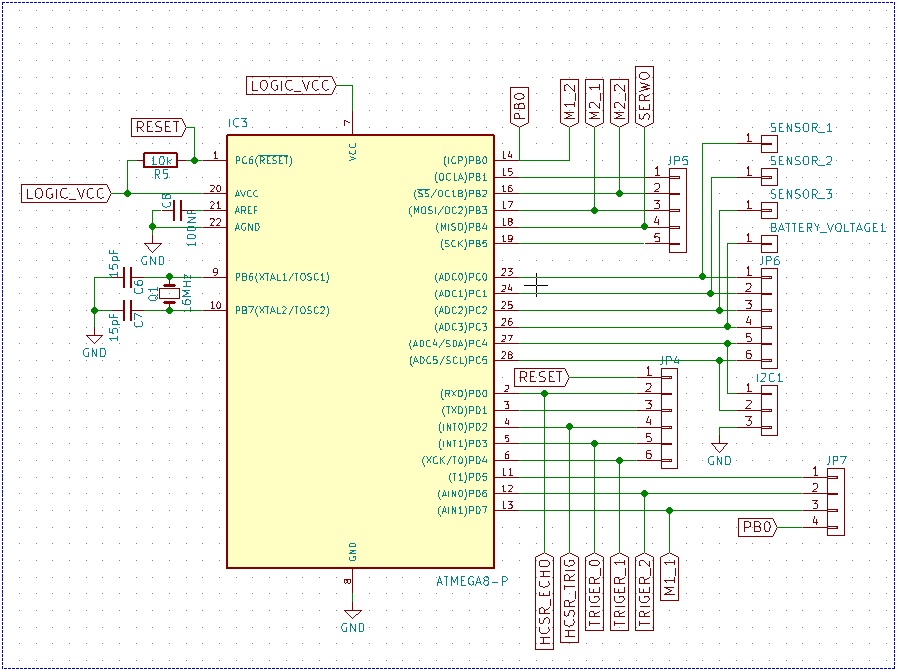 LOGIC_VCC
RESET
IC3
7
VCC
PB0
M1_2
M2_1
M2_2
SERWO
10k
R5
1
PC6(RESET)
LOGIC_VCC
20
AVCC
C8
100NF
21
AREF
22
AGND
GND
15pF
C6
9
PB6(XTAL1/TOSC1)
Q1
16MHz
15pF
C7
10
PB7(XTAL2/TOSC2)
GND
(ICP)PB0
14
(OC1A)PB1
15
(SS/OC1B)PB2
16
(MOSI/OC2)PB3
17
(MISO)PB4
18
(SCK)PB5
19
JP5
1
2
3
4
5
SENSOR_1
1
SENSOR_2
1
SENSOR_3
1
BATTERY_VOLTAGE1
1
(ADC0)PC0
23
(ADC1)PC1
24
(ADC2)PC2
25
(ADC3)PC3
26
(ADC4/SDA)PC4
27
(ADC5/SCL)PC5
28
JP6
1
2
3
4
5
6
RESET
JP4
1
2
3
4
5
6
I2C1
1
2
3
GND
(RXD)PD0
2
(TXD)PD1
3
(INT0)PD2
4
(INT1)PD3
5
(XCK/T0)PD4
6
(T1)PD5
11
(AIN0)PD6
12
(AIN1)PD7
13
JP7
1
2
3
4
PB0
HCSR_ECHO
HCSR_TRIG
TRIGER_0
TRIGER_1
TRIGER_2
M1_1
GND
8
ATMEGA8-P
GND